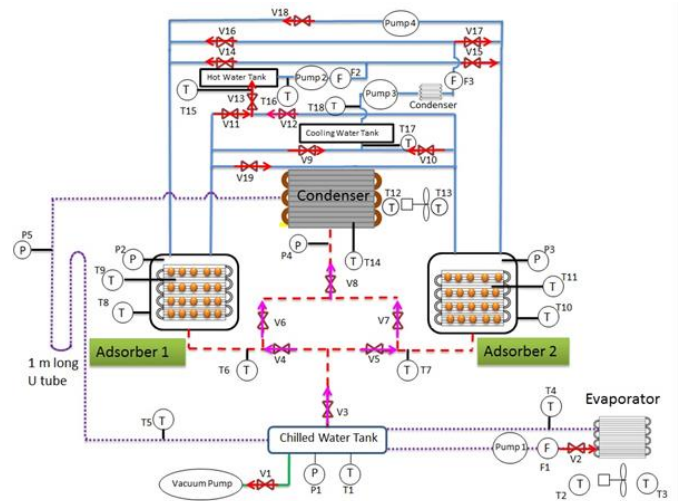 V18
Pump 4
V16
V17
V14
V15
Hot Water Tank
Pump 2
F
F2
F
F3
T
T16
T15
V13
T18
T
Pump 3
Condenser
V11
V12
Cooling Water Tank
T17
T
V9
V10
V19
Condenser
T12
T13
T
T
P5
P
P2
P
P4
P
T
T14
P3
P
T9
T
T11
T
T8
T
T10
T
V8
V6
V7
Adsorber 1
Adsorber 2
1 m long
U tube
V4
V5
T
T6
T
T7
Evaporator
T4
T
V3
T5
T
Chilled Water Tank
Pump 1
F
F1
V2
V1
Vacuum Pump
P
P1
T
T1
T
T2
T
T3